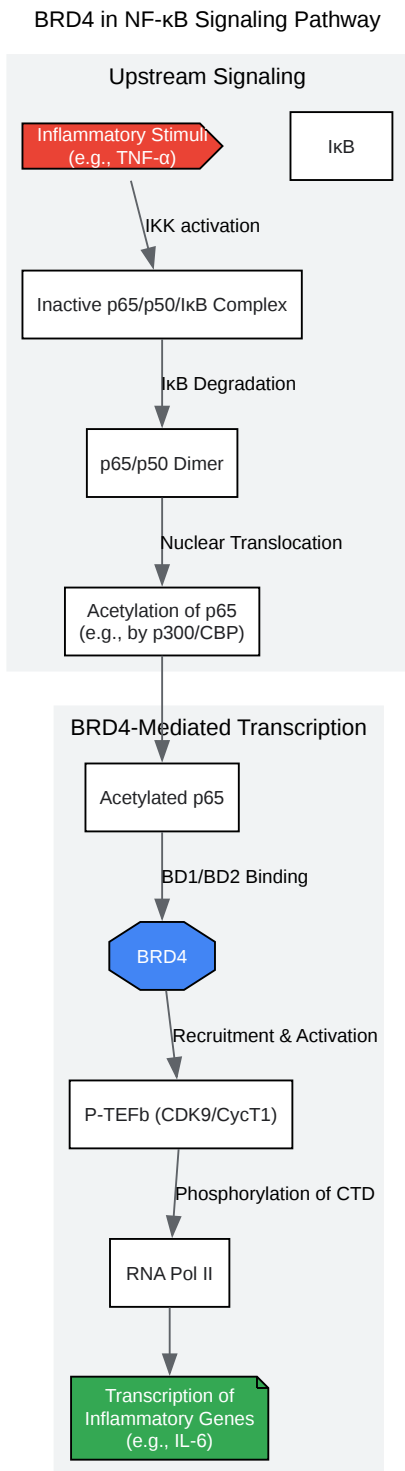 BRD4 in NF-κB Signaling Pathway
Upstream Signaling
Inflammatory Stimuli
(e.g., TNF-α)
IκB
IKK activation
Inactive p65/p50/IκB Complex
IκB Degradation
p65/p50 Dimer
Nuclear Translocation
Acetylation of p65
(e.g., by p300/CBP)
BRD4-Mediated Transcription
Acetylated p65
BD1/BD2 Binding
BRD4
Recruitment & Activation
P-TEFb (CDK9/CycT1)
Phosphorylation of CTD
RNA Pol II
Transcription of
Inflammatory Genes
(e.g., IL-6)